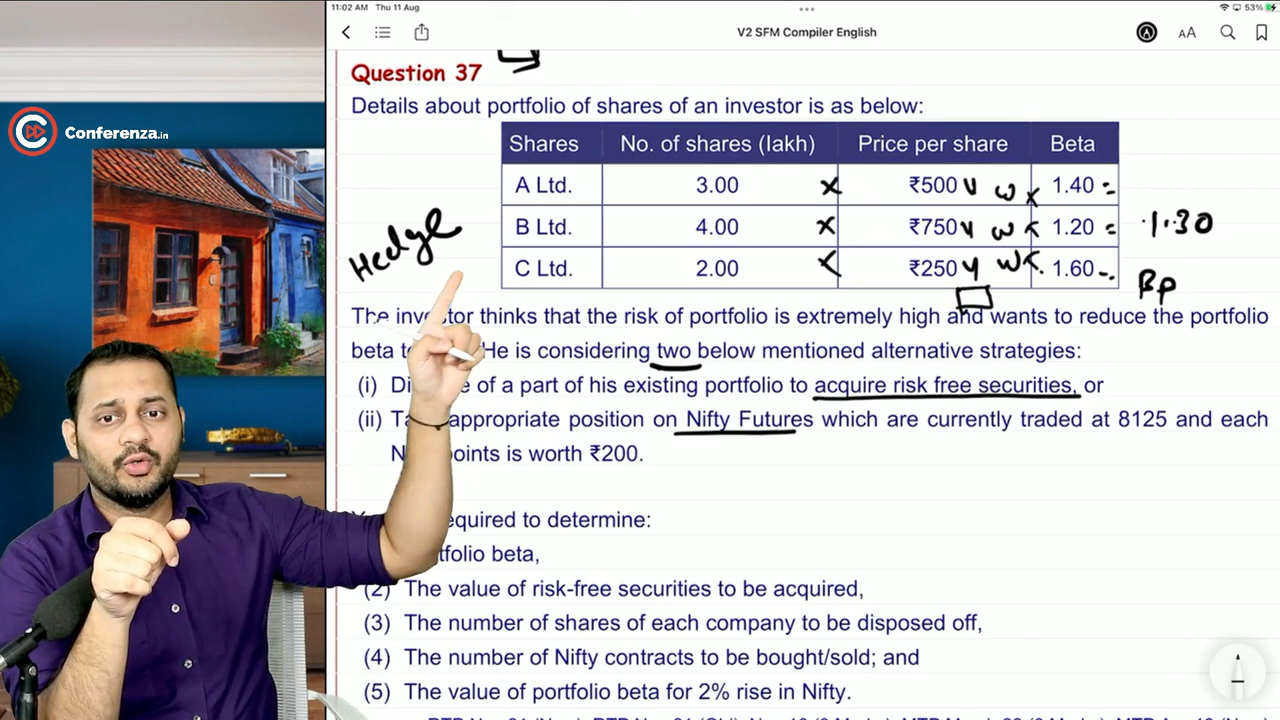 11:02 AM Thu 11 Aug
53%
V2 SFM Compiler English
AA
Conferenza.in
Question 37
Details about portfolio of shares of an investor is as below:
Shares No. of shares (lakh) Price per share Beta
A Ltd. 3.00 x ₹500 V W x 1.40 =
B Ltd. 4.00 x ₹750 V W x 1.20 = 1.30
C Ltd. 2.00 x ₹250 V W x 1.60 = βp
Hedge
The investor thinks that the risk of portfolio is extremely high and wants to reduce the portfolio
beta He is considering two below mentioned alternative strategies:
(i) of a part of his existing portfolio to acquire risk free securities, or
(ii) appropriate position on Nifty Futures which are currently traded at 8125 and each
points is worth ₹200.
required to determine:
beta,
(2) The value of risk-free securities to be acquired,
(3) The number of shares of each company to be disposed off,
(4) The number of Nifty contracts to be bought/sold; and
(5) The value of portfolio beta for 2% rise in Nifty.